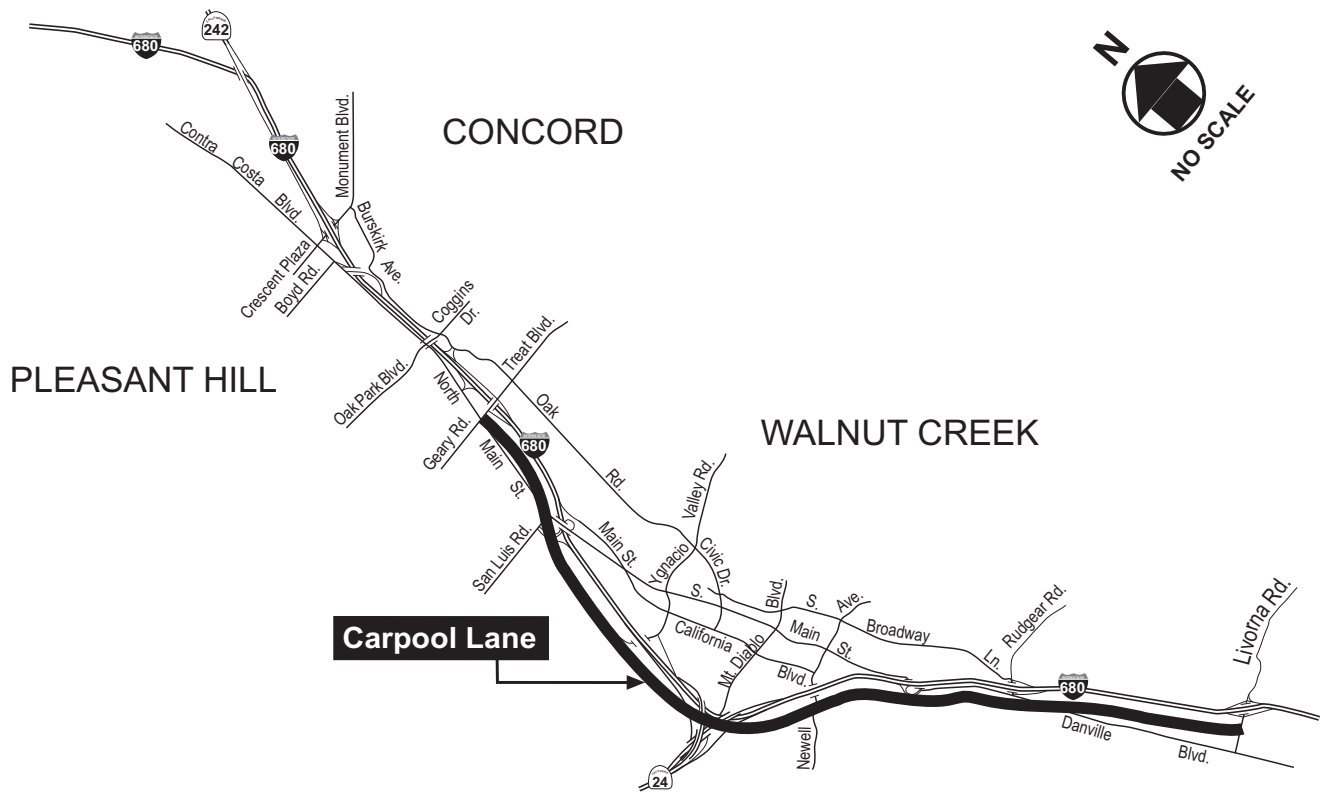 242
680
N
NO SCALE
CONCORD
Monument Blvd.
680
Contra
Costa
Blvd.
Burskirk
Ave.
Crescent Plaza
Boyd Rd.
Coggins
Dr.
Treat Blvd.
PLEASANT HILL
Oak Park Blvd.
North
Main
St.
Geary Rd.
Oak
Rd.
680
WALNUT CREEK
Valley Rd.
Ygnacio
San Luis Rd.
Main St.
Civic Dr.
S.
Blvd.
Mt. Diablo
S.
Broadway
Ave.
Newell
Main
St.
California
Blvd.
Ln.
Rudgear Rd.
Livorna Rd.
Carpool Lane
680
Danville
Blvd.
24